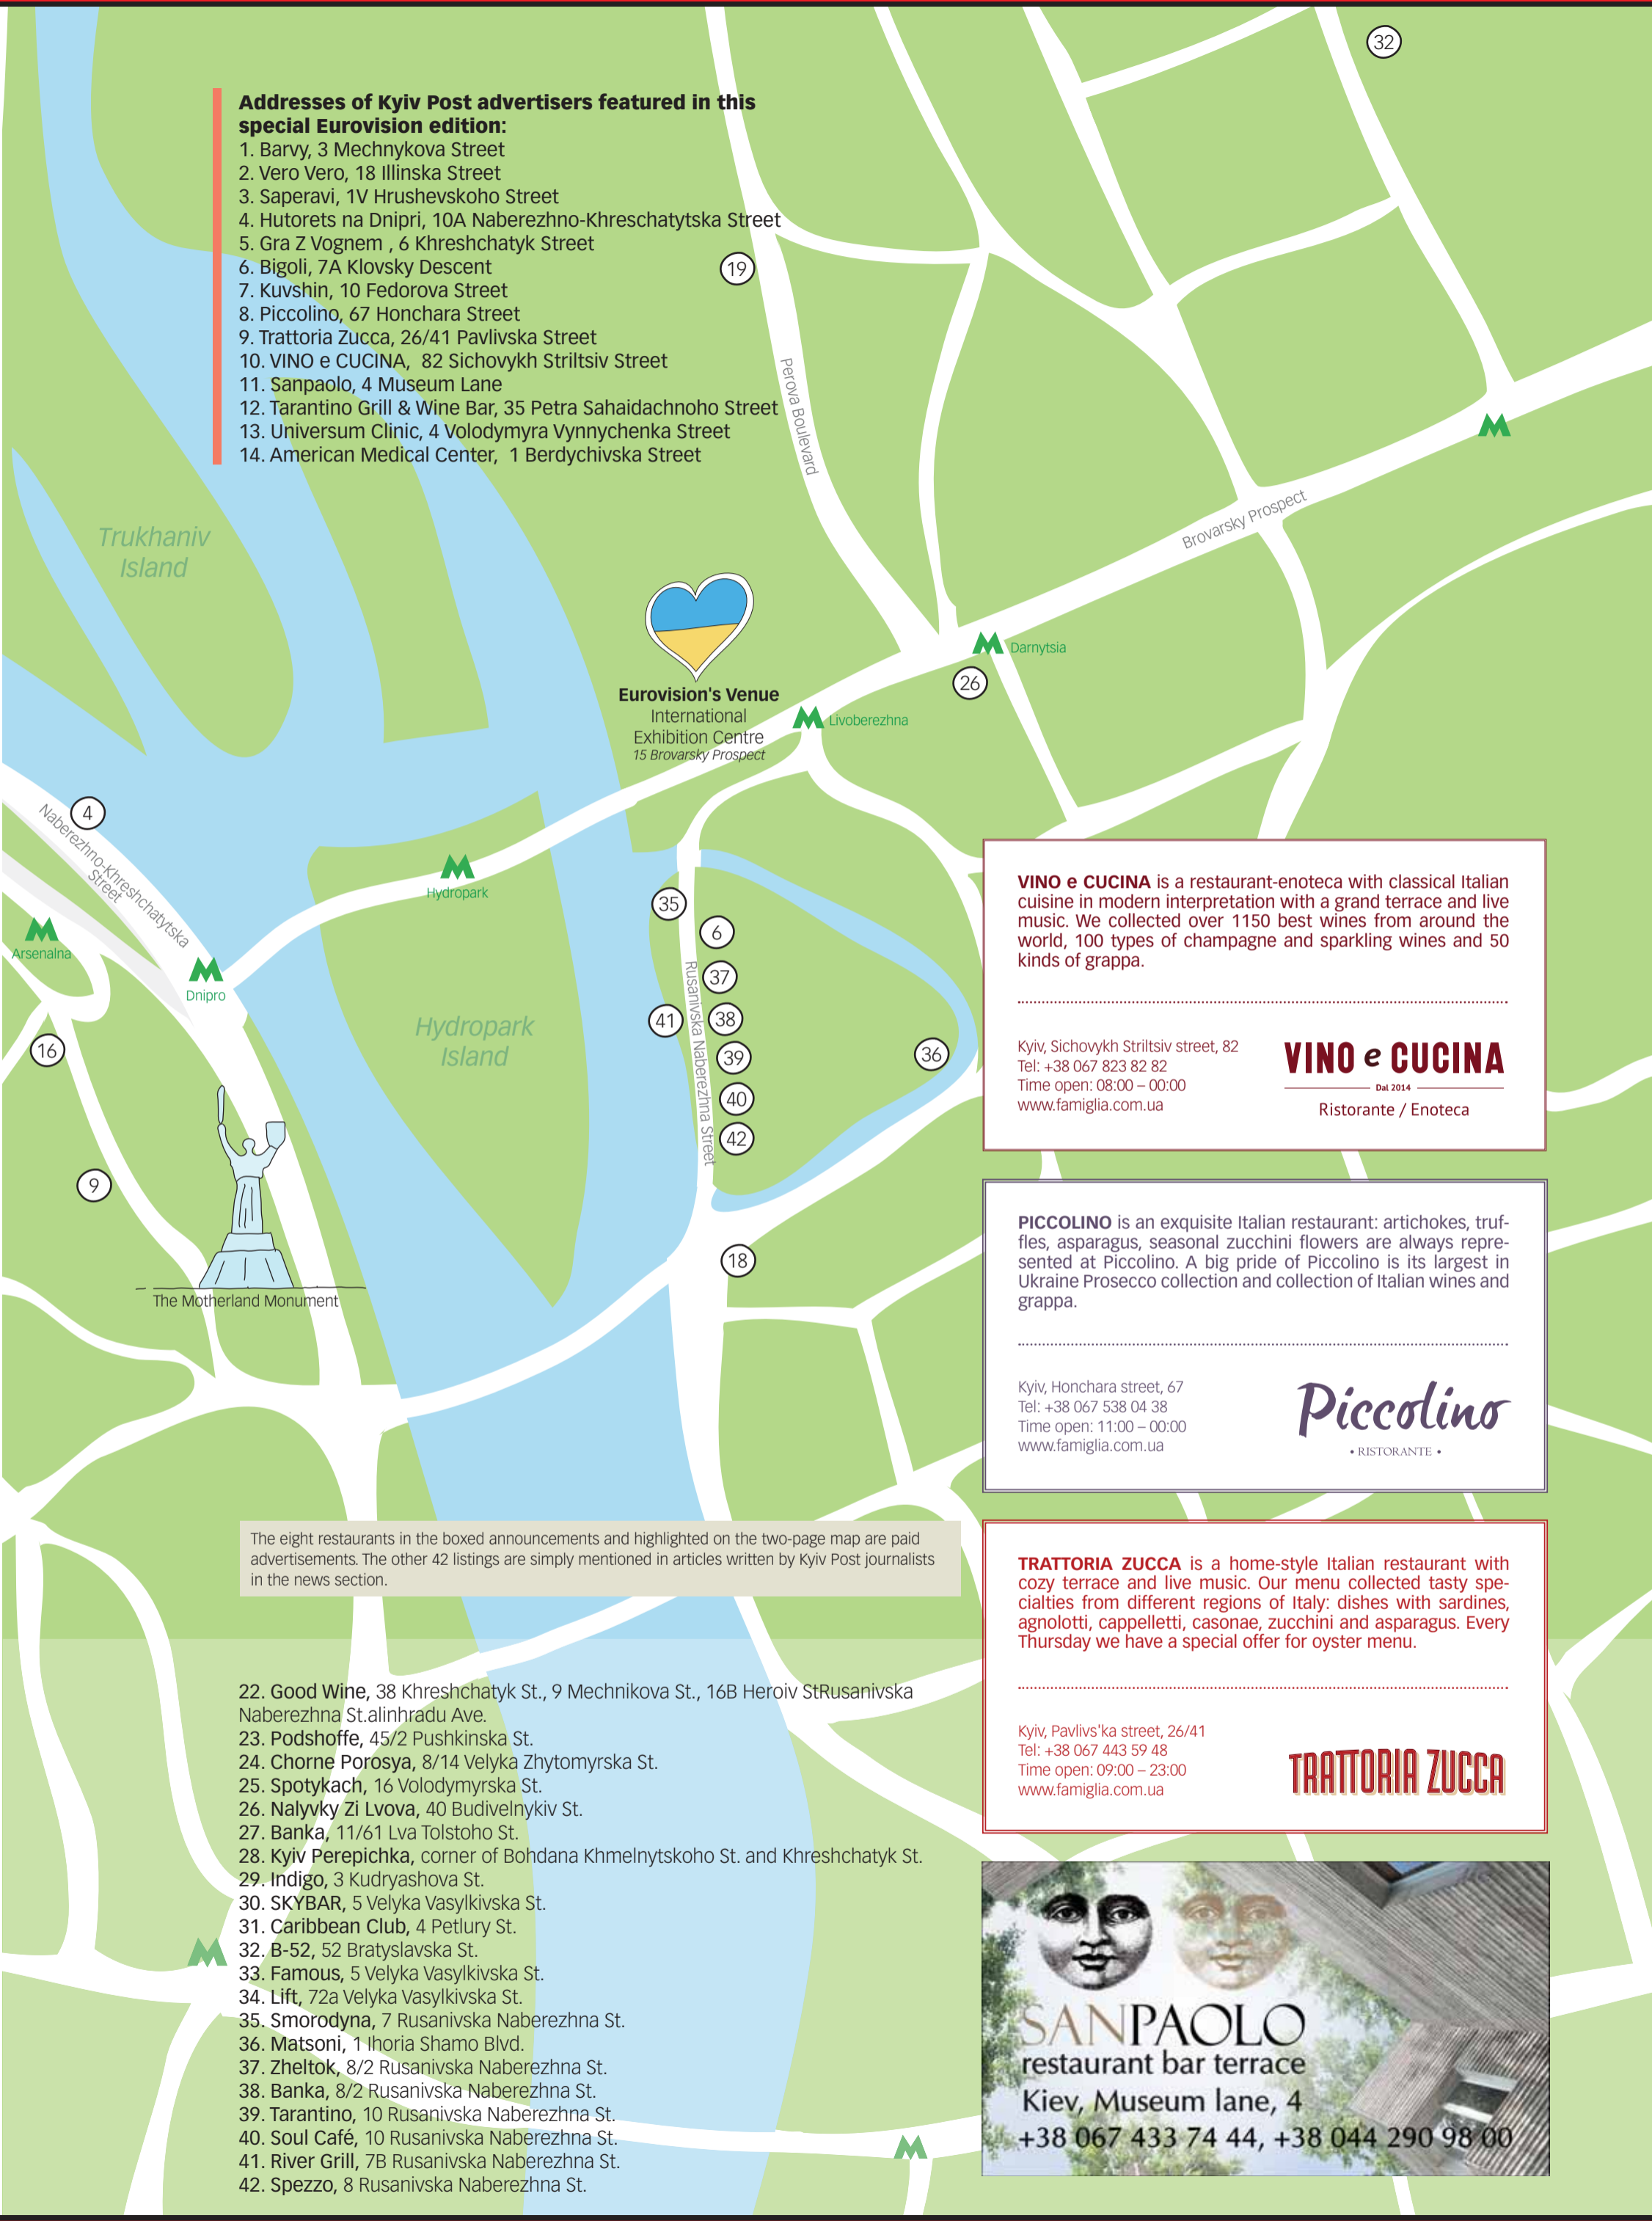 32
Addresses of Kyiv Post advertisers featured in this
special Eurovision edition:
1. Barvy, 3 Mechnykova Street
2. Vero Vero, 18 Illinska Street
3. Saperavi, 1V Hrushevskoho Street
4. Hutorets na Dnipri, 10A Naberezhno-Khreschatytska Street
5. Gra Z Vognem , 6 Khreshchatyk Street
6. Bigoli, 7A Klovsky Descent
7. Kuvshin, 10 Fedorova Street
8. Piccolino, 67 Honchara Street
9. Trattoria Zucca, 26/41 Pavlivska Street
10. VINO e CUCINA, 82 Sichovykh Striltsiv Street
11. Sanpaolo, 4 Museum Lane
12. Tarantino Grill & Wine Bar, 35 Petra Sahaidachnoho Street
13. Universum Clinic, 4 Volodymyra Vynnychenka Street
14. American Medical Center, 1 Berdychivska Street
19
Perova Boulevard
Brovarsky Prospect
Trukhaniv
Island
Eurovision's Venue
International
Exhibition Centre
15 Brovarsky Prospect
Darnytsia
26
Livoberezhna
4
Naberezhno-Khreshchatytska
Street
Hydropark
Arsenalna
Dnipro
Hydropark
Island
35
6
37
41
38
39
40
42
36
Rusanivska Naberezhna Street
16
9
18
The Motherland Monument
VINO e CUCINA is a restaurant-enoteca with classical Italian
cuisine in modern interpretation with a grand terrace and live
music. We collected over 1150 best wines from around the
world, 100 types of champagne and sparkling wines and 50
kinds of grappa.
Kyiv, Sichovykh Striltsiv street, 82
Tel: +38 067 823 82 82
Time open: 08:00 – 00:00
www.famiglia.com.ua
VINO e CUCINA
Dal 2014
Ristorante / Enoteca
PICCOLINO is an exquisite Italian restaurant: artichokes, truf-
fles, asparagus, seasonal zucchini flowers are always repre-
sented at Piccolino. A big pride of Piccolino is its largest in
Ukraine Prosecco collection and collection of Italian wines and
grappa.
Kyiv, Honchara street, 67
Tel: +38 067 538 04 38
Time open: 11:00 – 00:00
www.famiglia.com.ua
Piccolino
• RISTORANTE •
The eight restaurants in the boxed announcements and highlighted on the two-page map are paid
advertisements. The other 42 listings are simply mentioned in articles written by Kyiv Post journalists
in the news section.
TRATTORIA ZUCCA is a home-style Italian restaurant with
cozy terrace and live music. Our menu collected tasty spe-
cialties from different regions of Italy: dishes with sardines,
agnolotti, cappelletti, casonae, zucchini and asparagus. Every
Thursday we have a special offer for oyster menu.
Kyiv, Pavlivs'ka street, 26/41
Tel: +38 067 443 59 48
Time open: 09:00 – 23:00
www.famiglia.com.ua
TRATTORIA ZUCCA
22. Good Wine, 38 Khreshchatyk St., 9 Mechnikova St., 16B Heroiv StRusanivska
Naberezhna St.alinhradu Ave.
23. Podshoffe, 45/2 Pushkinska St.
24. Chorne Porosya, 8/14 Velyka Zhytomyrska St.
25. Spotykach, 16 Volodymyrska St.
26. Nalyvky Zi Lvova, 40 Budivelnykiv St.
27. Banka, 11/61 Lva Tolstoho St.
28. Kyiv Perepichka, corner of Bohdana Khmelnytskoho St. and Khreshchatyk St.
29. Indigo, 3 Kudryashova St.
30. SKYBAR, 5 Velyka Vasylkivska St.
31. Caribbean Club, 4 Petlury St.
32. B-52, 52 Bratyslavska St.
33. Famous, 5 Velyka Vasylkivska St.
34. Lift, 72a Velyka Vasylkivska St.
35. Smorodyna, 7 Rusanivska Naberezhna St.
36. Matsoni, 1 Ihoria Shamo Blvd.
37. Zheltok, 8/2 Rusanivska Naberezhna St.
38. Banka, 8/2 Rusanivska Naberezhna St.
39. Tarantino, 10 Rusanivska Naberezhna St.
40. Soul Café, 10 Rusanivska Naberezhna St.
41. River Grill, 7B Rusanivska Naberezhna St.
42. Spezzo, 8 Rusanivska Naberezhna St.
SANPAOLO
restaurant bar terrace
Kiev, Museum lane, 4
+38 067 433 74 44, +38 044 290 98 00